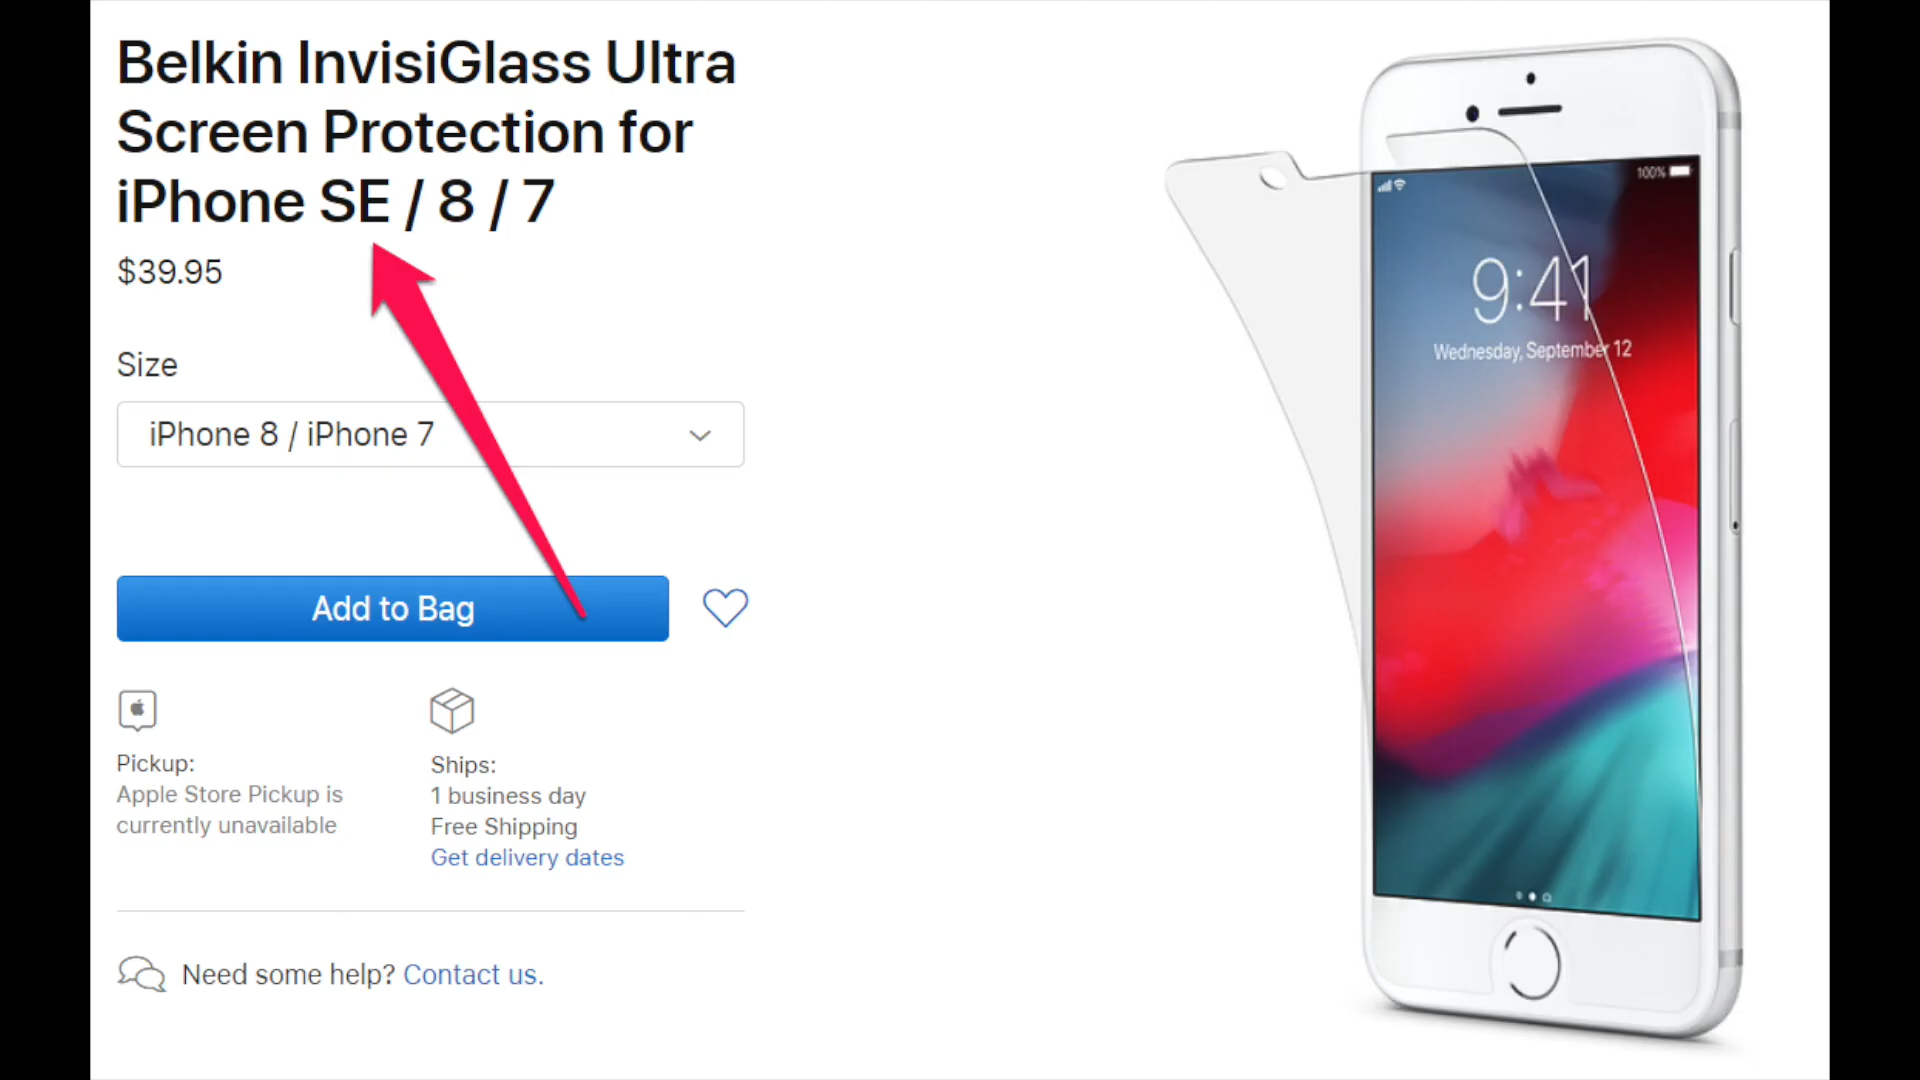 Belkin InvisiGlass Ultra
Screen Protection for
iPhone SE / 8 / 7
$39.95
Size
iPhone 8 / iPhone 7
Add to Bag
Pickup:
Apple Store Pickup is
currently unavailable
Ships:
1 business day
Free Shipping
Get delivery dates
Need some help? Contact us.
100%
9:41
Wednesday, September 12